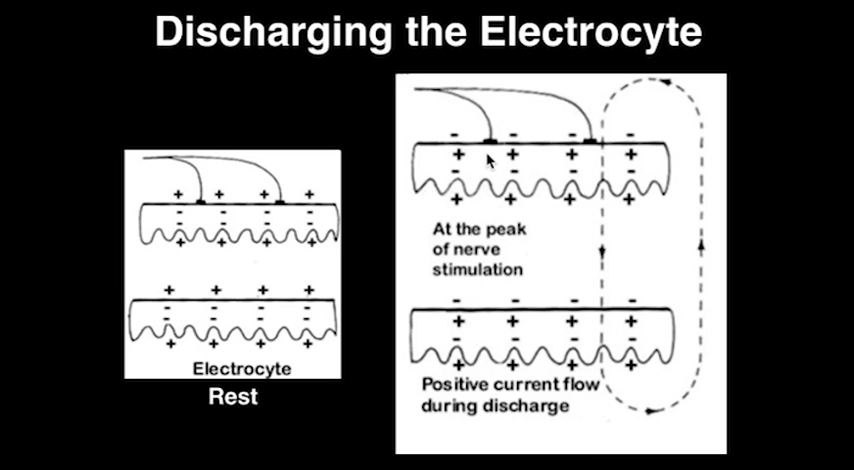 Discharging the Electrocyte
+ + + +
- - - -
- - - -
+ + + +
+ + + +
- - - -
- - - -
+ + + +
Electrocyte
Rest
- - - -
+ + + +
- - - -
+ + + +
At the peak
of nerve
stimulation
- - - -
+ + + +
- - - -
+ + + +
Positive current flow
during discharge